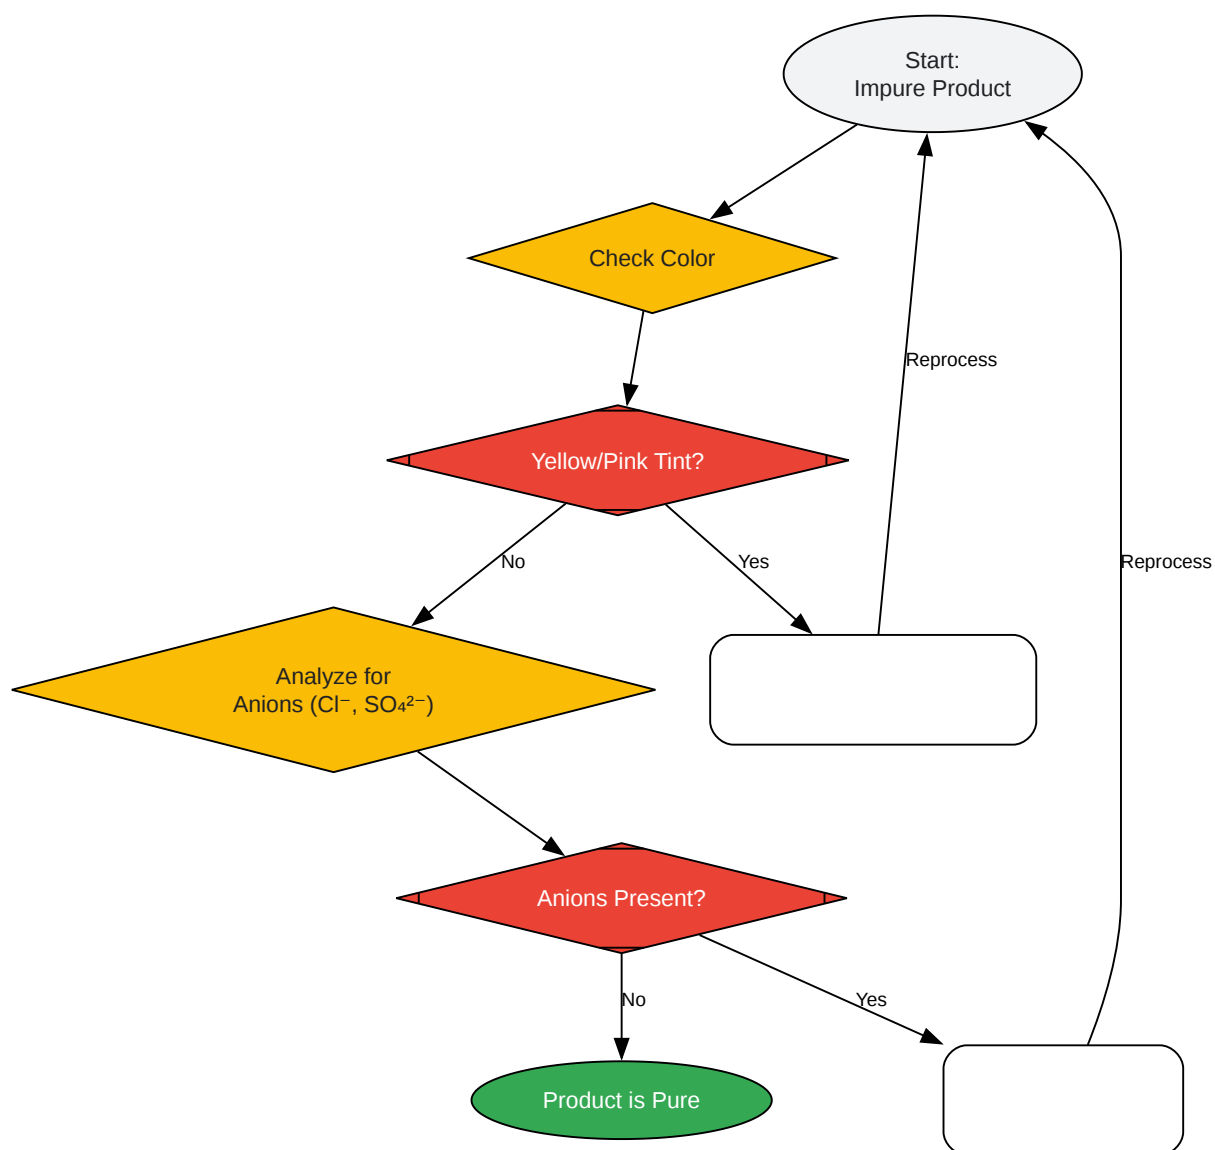 Start:
Impure Product
Check Color
Reprocess
Yellow/Pink Tint?
No
Yes
Reprocess
Analyze for
Anions (Cl⁻, SO₄²⁻)
Anions Present?
No
Yes
Product is Pure